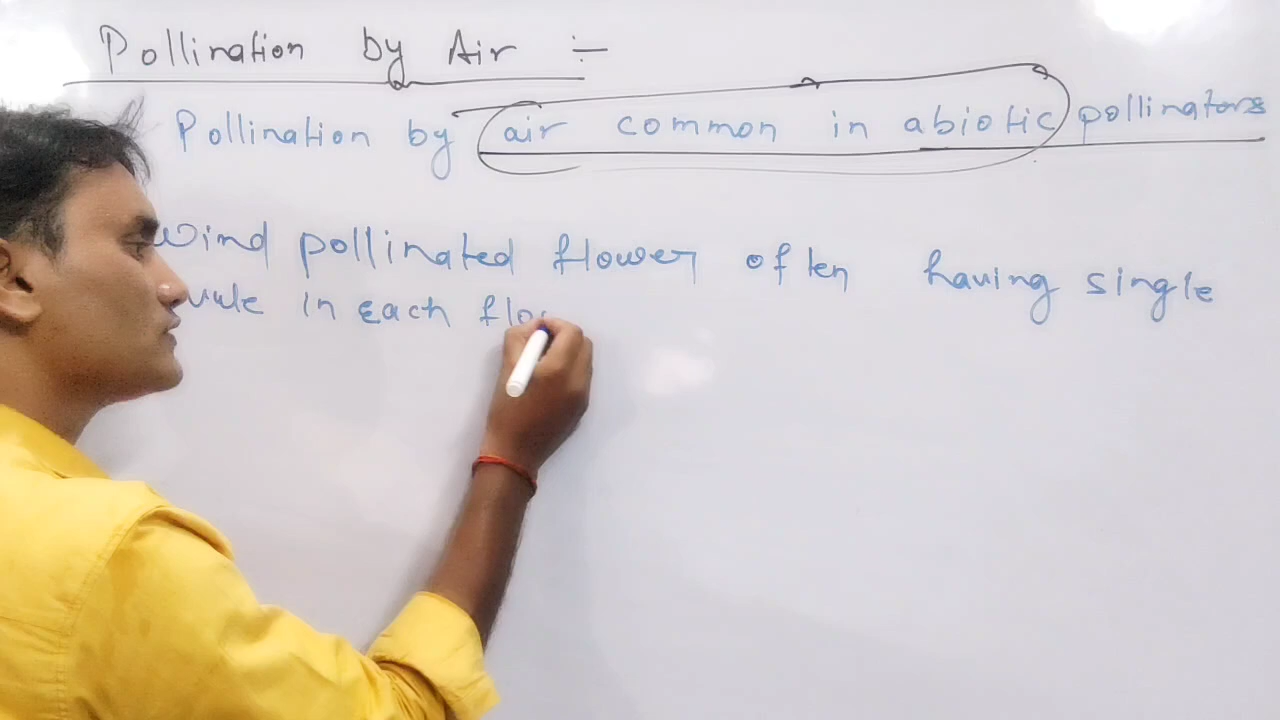 Pollination by Air :-
Pollination by air common in abiotic pollinators
Wind pollinated flower often having single
in each flo